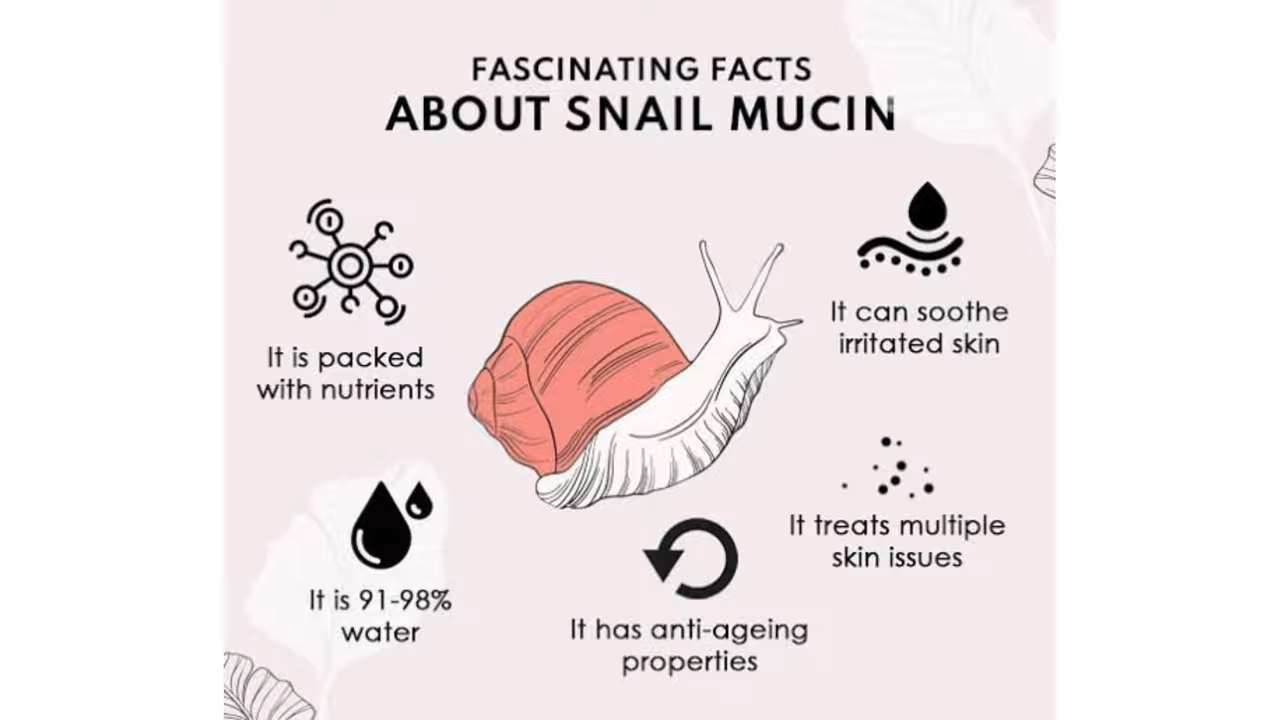 FASCINATING FACTS
ABOUT SNAIL MUCIN
It is packed
with nutrients
It can soothe
irritated skin
It is 91-98%
water
It has anti-ageing
properties
It treats multiple
skin issues